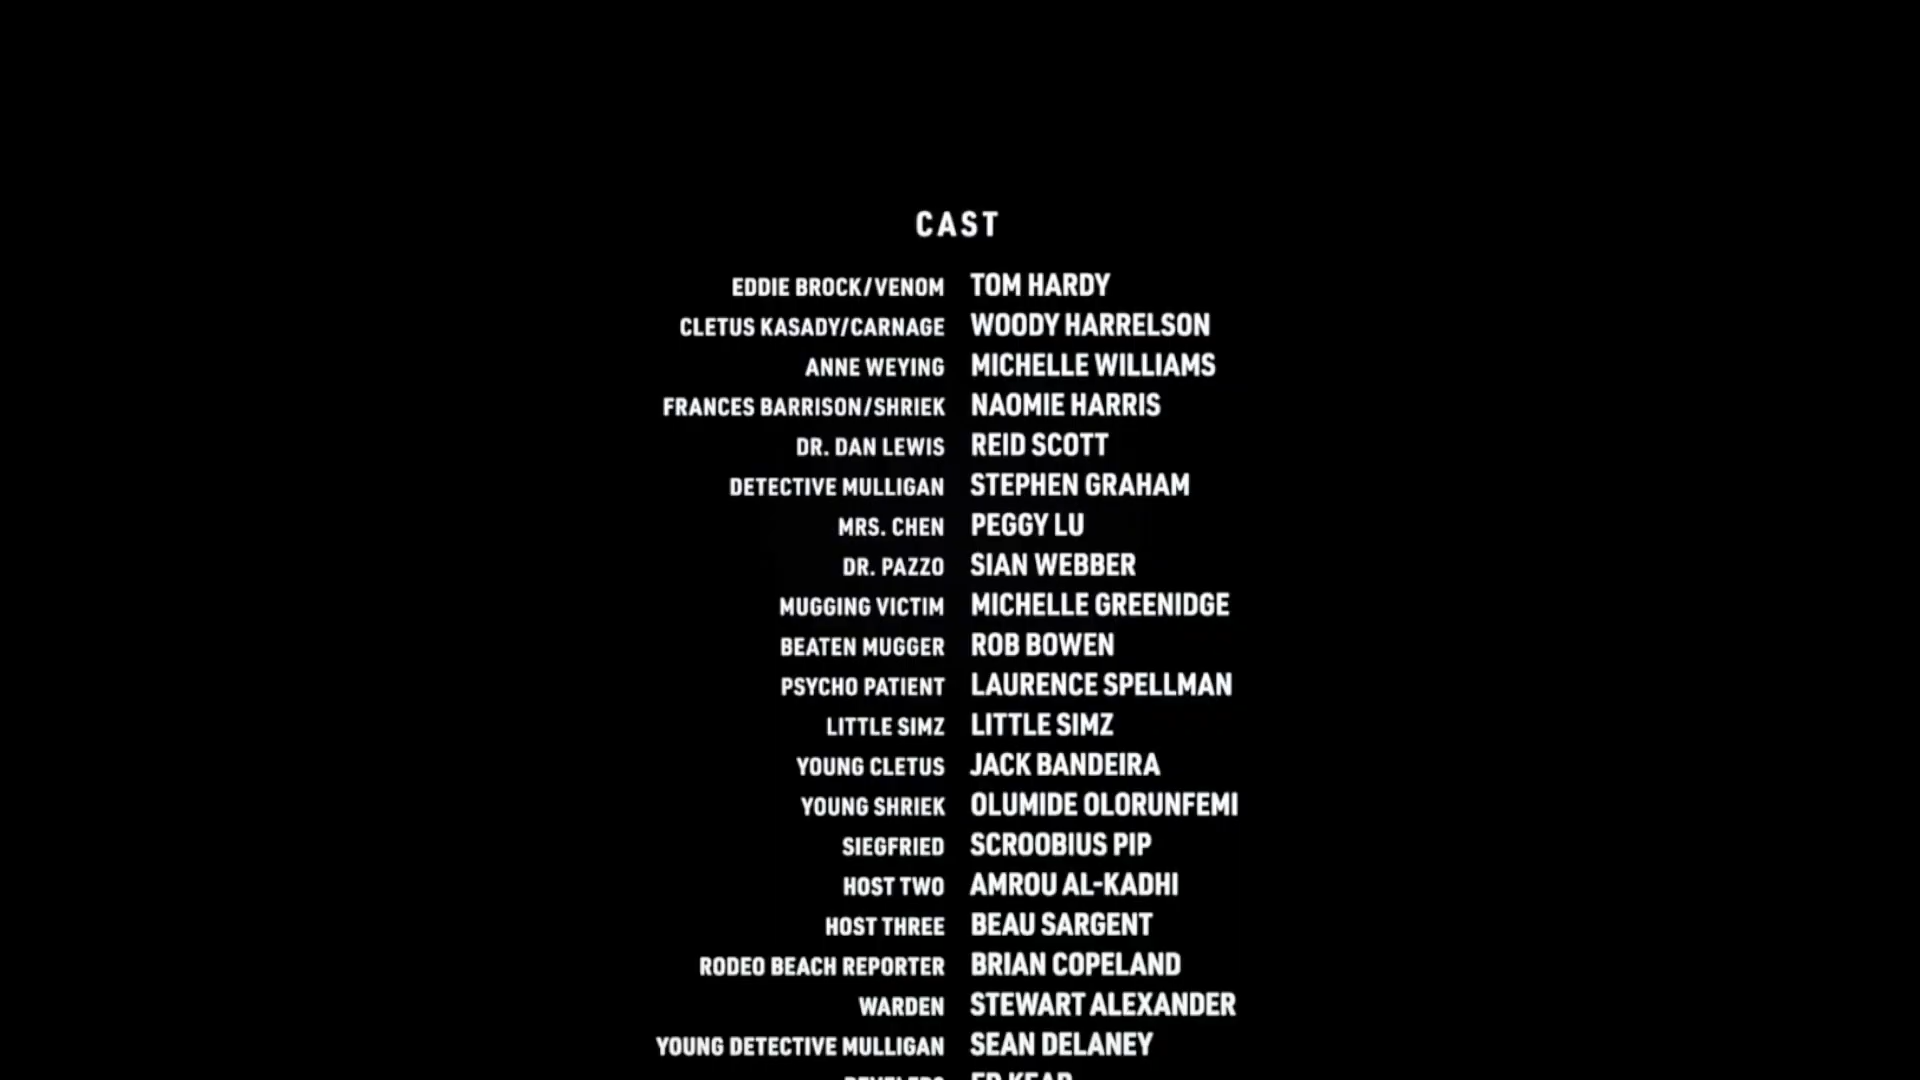 CAST
EDDIE BROCK/VENOM TOM HARDY
CLETUS KASADY/CARNAGE WOODY HARRELSON
ANNE WEYING MICHELLE WILLIAMS
FRANCES BARRISON/SHRIEK NAOMIE HARRIS
DR. DAN LEWIS REID SCOTT
DETECTIVE MULLIGAN STEPHEN GRAHAM
MRS. CHEN PEGGY LU
DR. PAZZO SIAN WEBBER
MUGGING VICTIM MICHELLE GREENIDGE
BEATEN MUGGER ROB BOWEN
PSYCHO PATIENT LAURENCE SPELLMAN
LITTLE SIMZ LITTLE SIMZ
YOUNG CLETUS JACK BANDEIRA
YOUNG SHRIEK OLUMIDE OLORUNFEMI
SIEGFRIED SCROOBIUS PIP
HOST TWO AMROU AL-KADHI
HOST THREE BEAU SARGENT
RODEO BEACH REPORTER BRIAN COPELAND
WARDEN STEWART ALEXANDER
YOUNG DETECTIVE MULLIGAN SEAN DELANEY